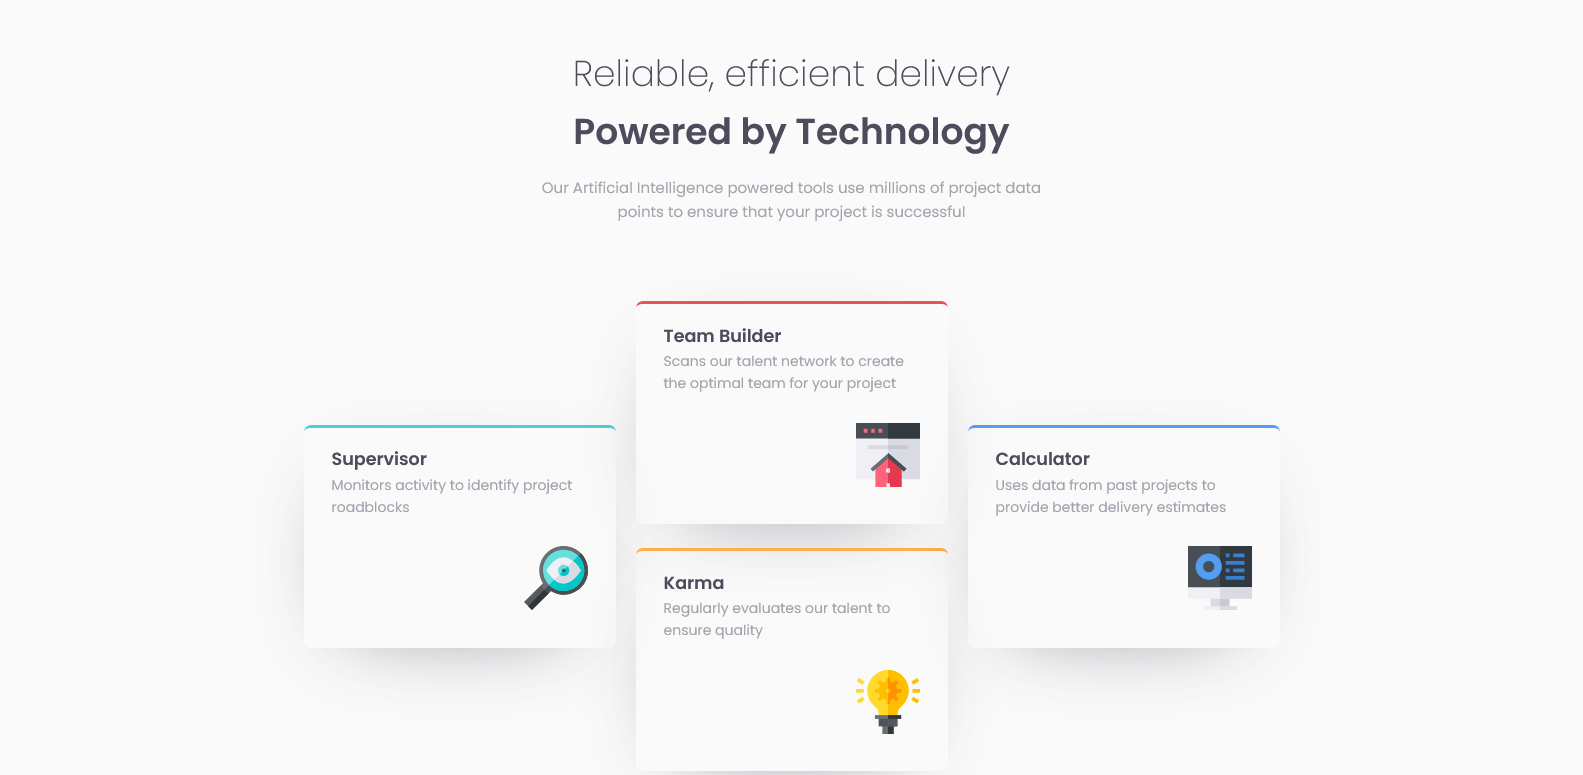 Reliable, efficient delivery
Powered by Technology
Our Artificial Intelligence powered tools use millions of project data
points to ensure that your project is successful
Team Builder
Scans our talent network to create
the optimal team for your project
Supervisor
Monitors activity to identify project
roadblocks
Calculator
Uses data from past projects to
provide better delivery estimates
Karma
Regularly evaluates our talent to
ensure quality